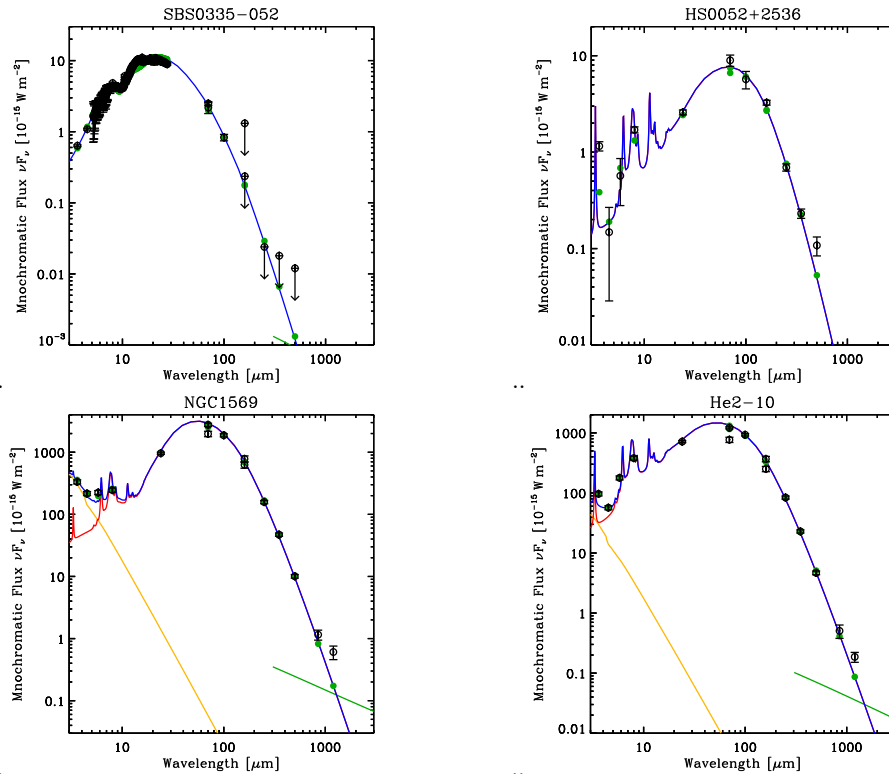 SBS0335−052
Mnochromatic Flux νFν [10⁻¹⁵ W m⁻²]
10
1
0.1
0.01
10⁻³
10 100 1000
Wavelength [μm]
HS0052+2536
Mnochromatic Flux νFν [10⁻¹⁵ W m⁻²]
10
1
0.1
0.01
10 100 1000
Wavelength [μm]
NGC1569
Mnochromatic Flux νFν [10⁻¹⁵ W m⁻²]
1000
100
10
1
0.1
10 100 1000
Wavelength [μm]
He2−10
Mnochromatic Flux νFν [10⁻¹⁵ W m⁻²]
1000
100
10
1
0.1
0.01
10 100 1000
Wavelength [μm]